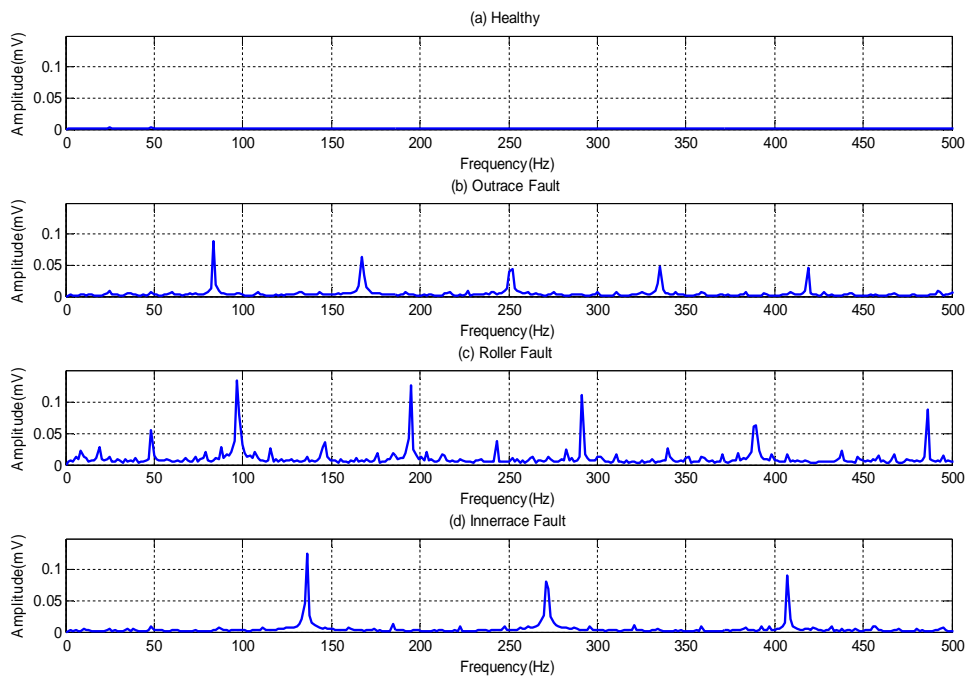 (a) Healthy
Amplitude(mV)
0.1
0.05
0
0 50 100 150 200 250 300 350 400 450 500
Frequency(Hz)
(b) Outrace Fault
Amplitude(mV)
0.1
0.05
0
0 50 100 150 200 250 300 350 400 450 500
Frequency(Hz)
(c) Roller Fault
Amplitude(mV)
0.1
0.05
0
0 50 100 150 200 250 300 350 400 450 500
Frequency(Hz)
(d) Innerrace Fault
Amplitude(mV)
0.1
0.05
0
0 50 100 150 200 250 300 350 400 450 500
Frequency(Hz)